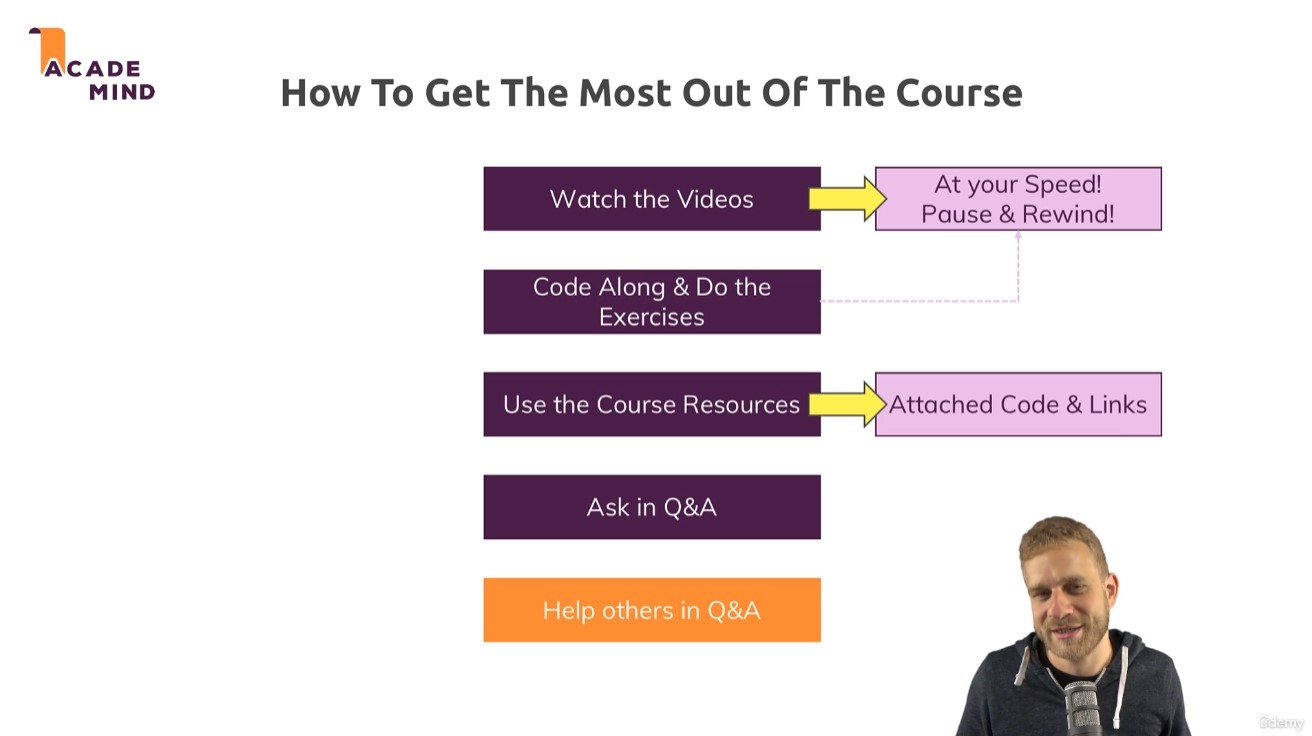 ACADE
MIND
How To Get The Most Out Of The Course
Watch the Videos
At your Speed!
Pause & Rewind!
Code Along & Do the
Exercises
Use the Course Resources
Attached Code & Links
Ask in Q&A
Help others in Q&A
ûdemy